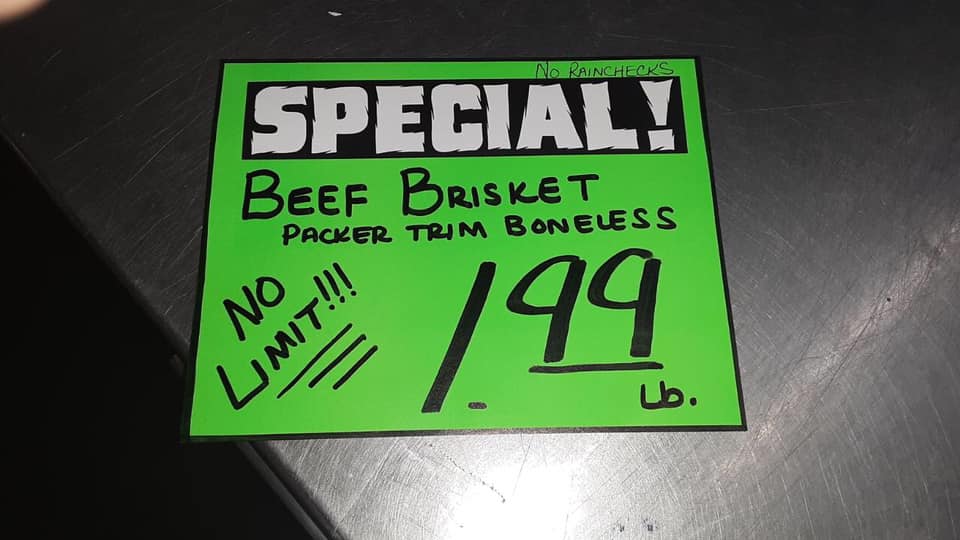 No RAINCHECKS
SPECIAL!
BEEF BRISKET
PACKER TRIM BONELESS
NO
LIMIT!!!
1.99
Lb.